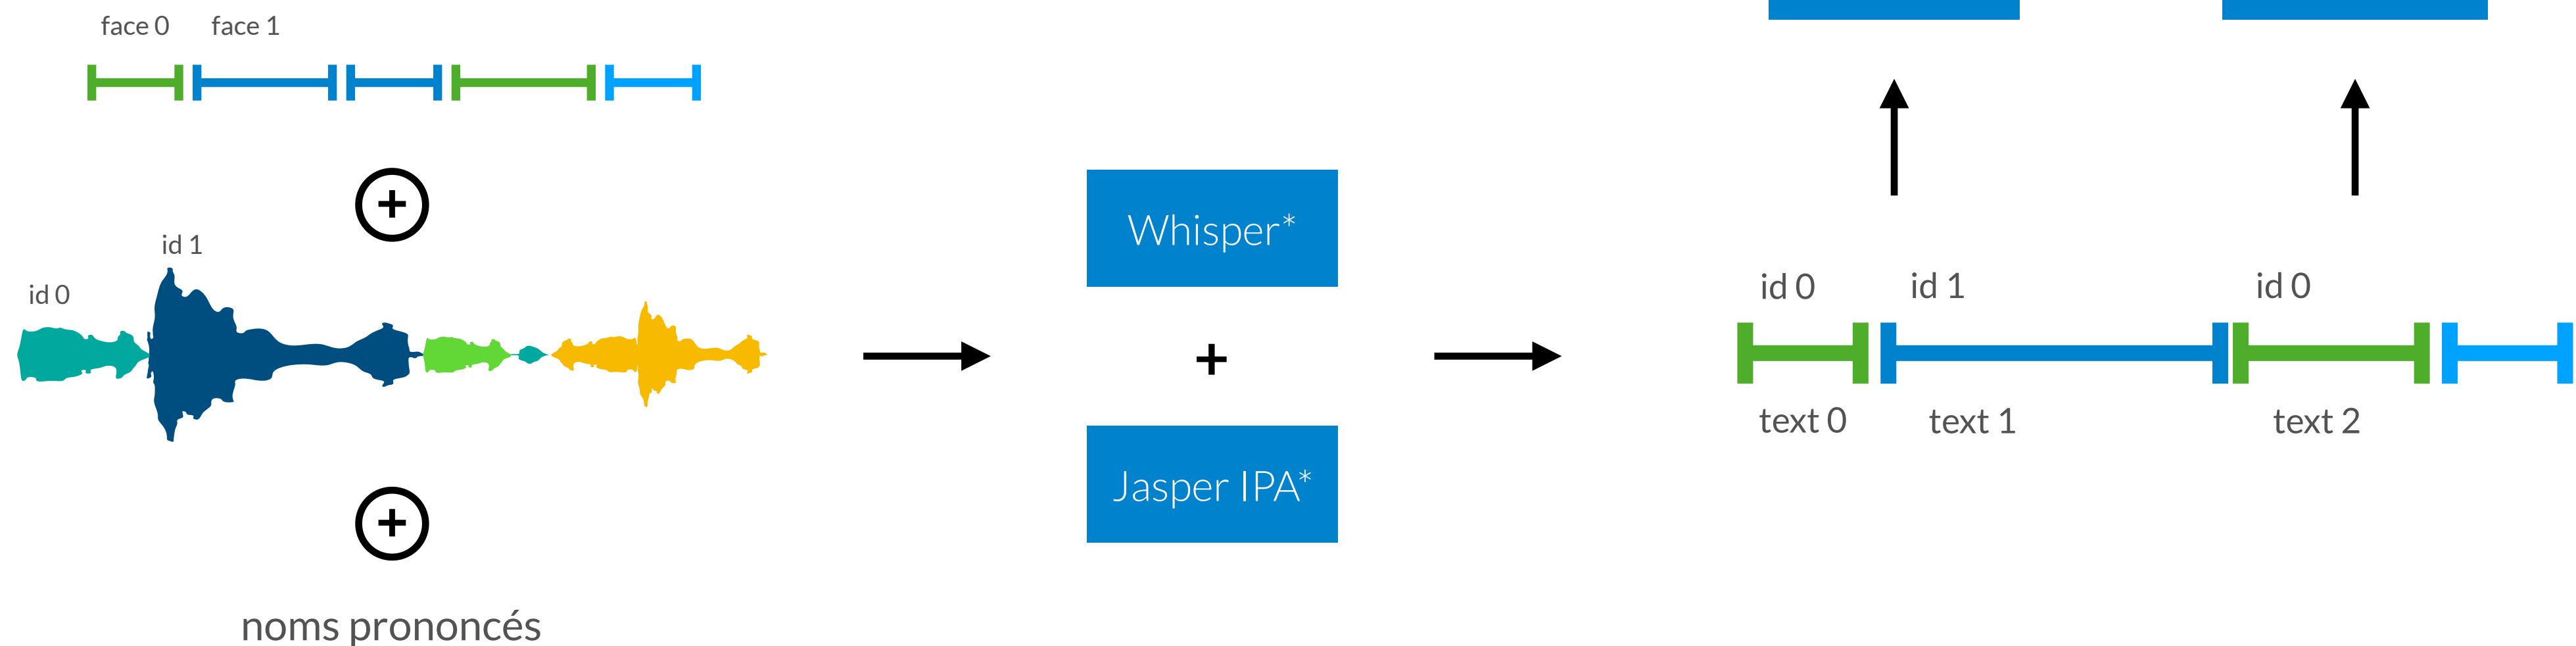 face 0
face 1
+
id 1
id 0
+
noms prononcés
Whisper*
+
Jasper IPA*
id 0
id 1
id 0
text 0
text 1
text 2